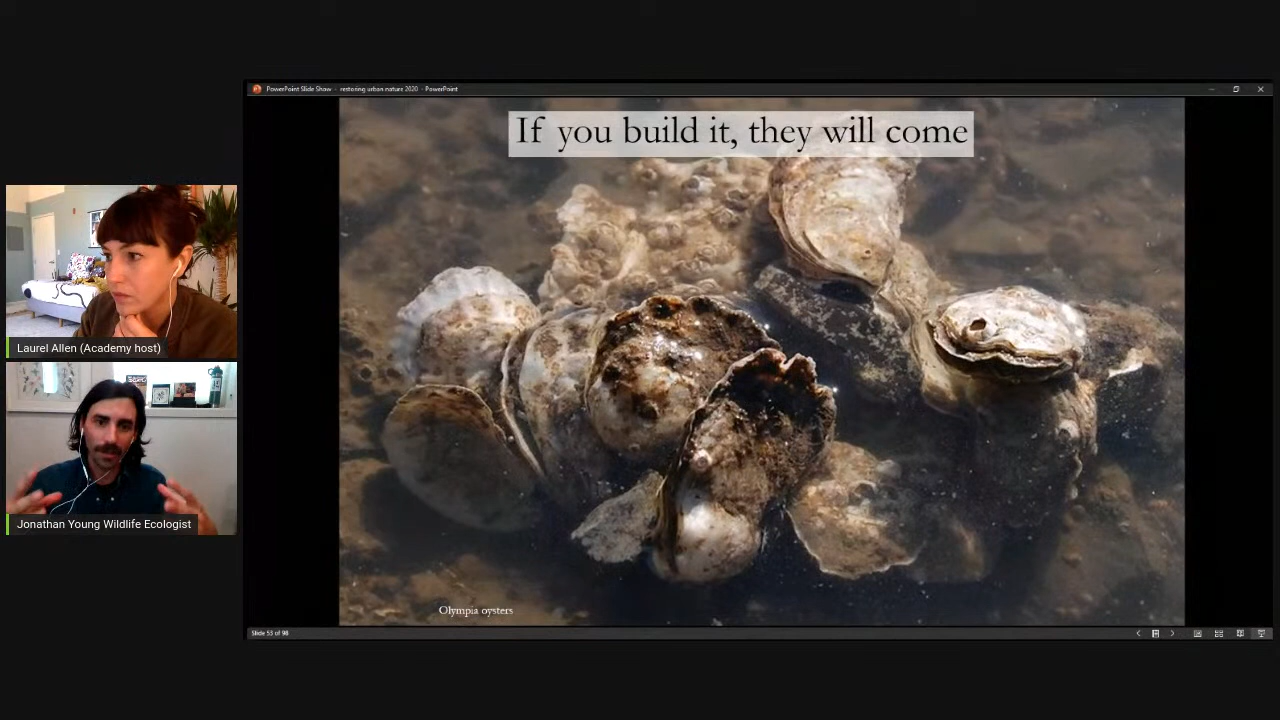 PowerPoint Slide Show - restoring urban nature 2020 - PowerPoint
If you build it, they will come
Laurel Allen (Academy host)
Jonathan Young Wildlife Ecologist
Olympia oysters
Slide 53 of 98